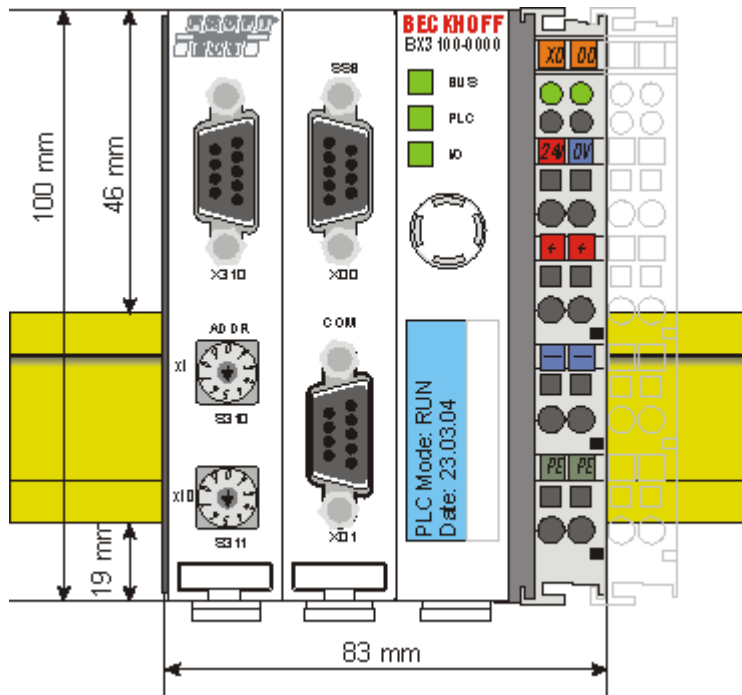 BECKHOFF
BX3100-0000
SSB
BUS
PLC
I/O
X310
X00
ADDR
x1
S310
x10
S311
COM
X01
PLC Mode: RUN
Date: 23.03.04
X0 00
24V 0V
+ +
PE PE
100 mm
46 mm
19 mm
83 mm